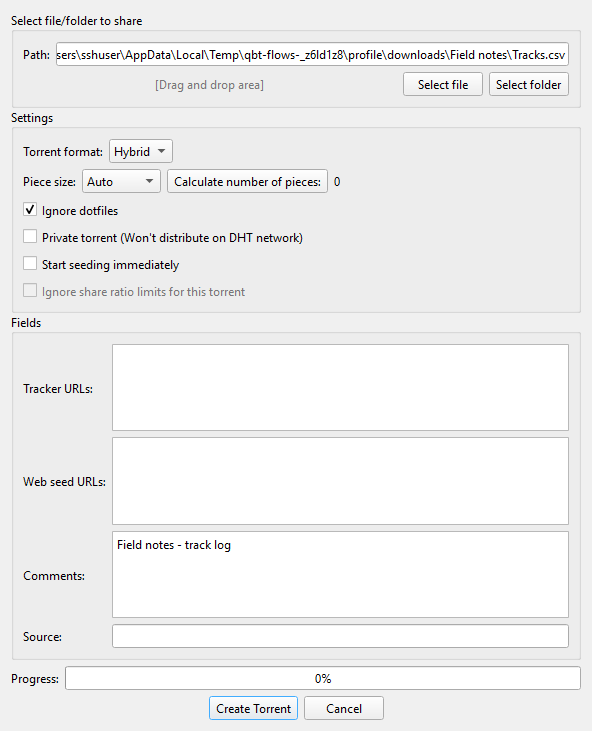 Select file/folder to share
Path: sers\sshuser\AppData\Local\Temp\qbt-flows-_z6ld1z8\profile\downloads\Field notes\Tracks.csv
[Drag and drop area] Select file Select folder
Settings
Torrent format: Hybrid
Piece size: Auto Calculate number of pieces: 0
Ignore dotfiles
Private torrent (Won't distribute on DHT network)
Start seeding immediately
Ignore share ratio limits for this torrent
Fields
Tracker URLs:
Web seed URLs:
Field notes - track log
Comments:
Source:
Progress: 0%
Create Torrent Cancel